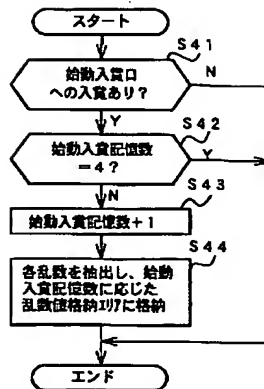 スタート
S41
始動入賞口
への入賞あり?
N
Y
S42
始動入賞記憶数
=4?
Y
N
S43
始動入賞記憶数+1
S44
各乱数を抽出し、始動
入賞記憶数に応じた
乱数値格納エリアに格納
エンド